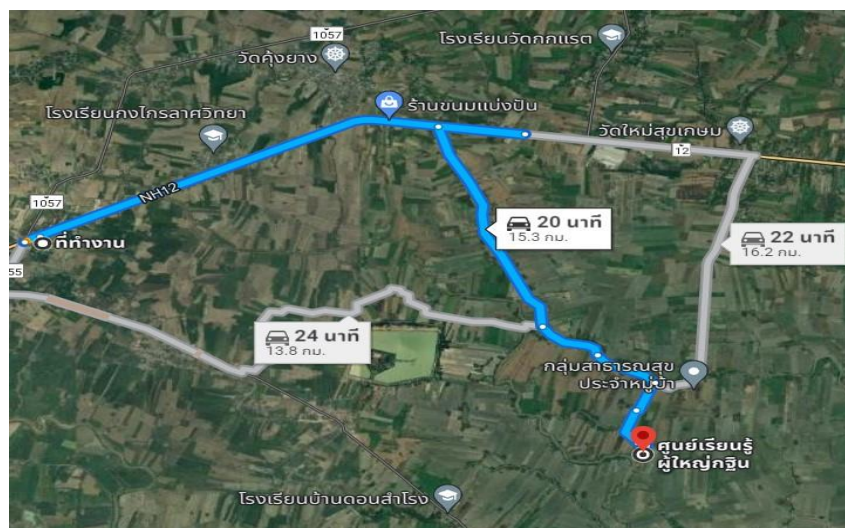 1057
วัดคุ้งยาง
โรงเรียนวัดกกแรต
ร้านขนมแบ่งปัน
โรงเรียนกงไกรลาศวิทยา
วัดใหม่สุขเกษม
12
NH12
1057
ที่ทำงาน
55
20 นาที
15.3 กม.
22 นาที
16.2 กม.
24 นาที
13.8 กม.
กลุ่มสาธารณสุข
ประจำหมู่บ้า
ศูนย์เรียนรู้
ผู้ใหญ่กฐิน
โรงเรียนบ้านดอนสำโรง